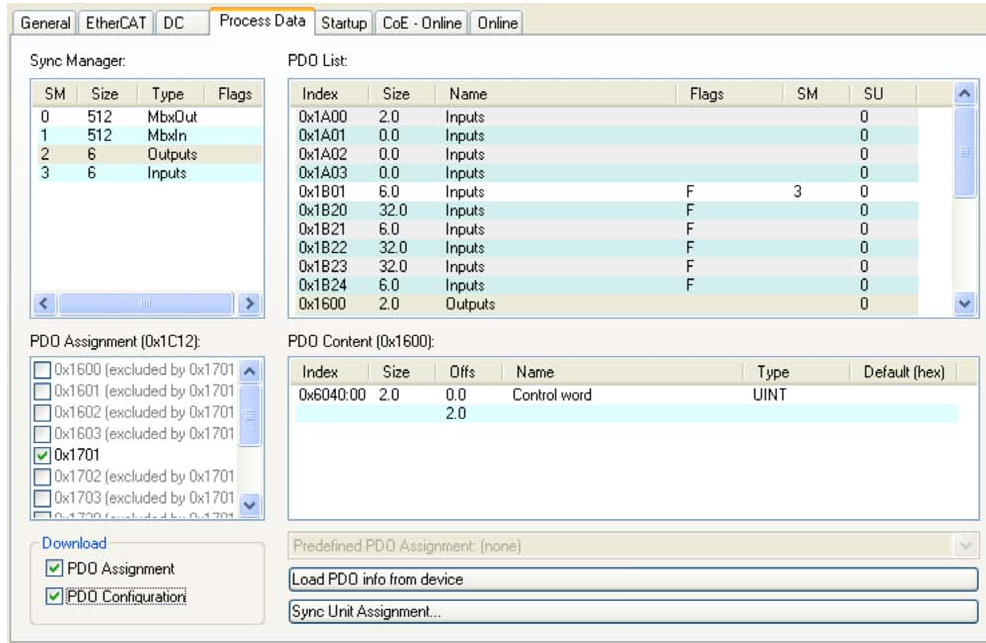 General EtherCAT DC Process Data Startup CoE - Online Online
Sync Manager:
SM Size Type Flags
0 512 MbxOut
1 512 MbxIn
2 6 Outputs
3 6 Inputs
PDO List:
Index Size Name Flags SM SU
0x1A00 2.0 Inputs 0
0x1A01 0.0 Inputs 0
0x1A02 0.0 Inputs 0
0x1A03 0.0 Inputs 0
0x1B01 6.0 Inputs F 3 0
0x1B20 32.0 Inputs F 0
0x1B21 6.0 Inputs F 0
0x1B22 32.0 Inputs F 0
0x1B23 32.0 Inputs F 0
0x1B24 6.0 Inputs F 0
0x1600 2.0 Outputs 0
PDO Assignment (0x1C12):
0x1600 (excluded by 0x1701
0x1601 (excluded by 0x1701
0x1602 (excluded by 0x1701
0x1603 (excluded by 0x1701
0x1701
0x1702 (excluded by 0x1701
0x1703 (excluded by 0x1701
PDO Content (0x1600):
Index Size Offs Name Type Default (hex)
0x6040:00 2.0 0.0 Control word UINT
2.0
Download
PDO Assignment
PDO Configuration
Predefined PDO Assignment: (none)
Load PDO info from device
Sync Unit Assignment...